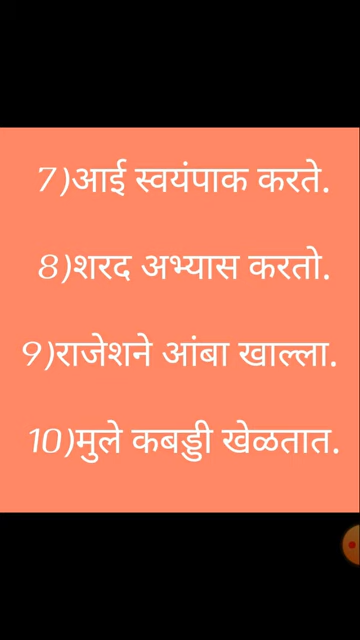 7)आई स्वयंपाक करते.
8)शरद अभ्यास करतो.
9)राजेशने आंबा खाल्ला.
10)मुले कबड्डी खेळतात.